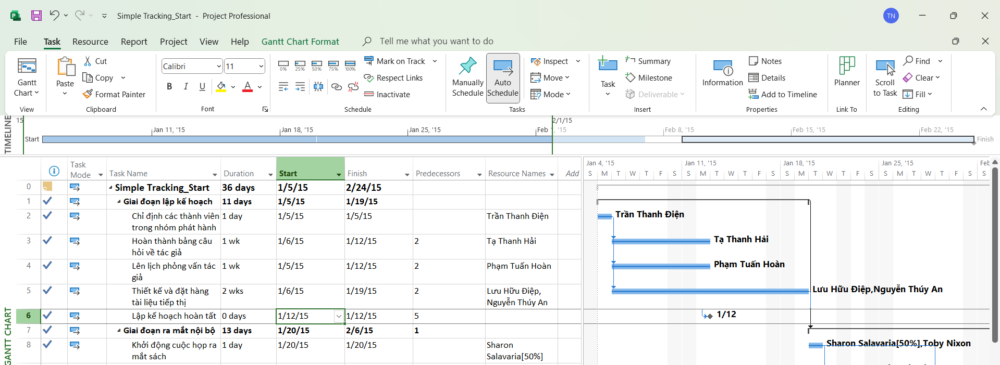 Simple Tracking_Start - Project Professional
TN
File Task Resource Report Project View Help Gantt Chart Format Tell me what you want to do
Gantt Chart
View
Paste
Cut
Copy
Format Painter
Clipboard
Calibri 11
B I U A
Font
0% 25% 50% 75% 100%
Mark on Track
Respect Links
Inactivate
Schedule
Manually Schedule
Auto Schedule
Inspect
Move
Mode
Tasks
Task
Summary
Milestone
Deliverable
Insert
Information
Notes
Details
Add to Timeline
Properties
Planner
Link To
Scroll to Task
Find
Clear
Fill
Editing
TIMELINE
15 2/1/15
Jan 11, '15 Jan 18, '15 Jan 25, '15 Feb 1, '15 Feb 8, '15 Feb 15, '15 Feb 22, '15
Start Finish
GANTT CHART
Task Mode Task Name Duration Start Finish Predecessors Resource Names Add
0 Simple Tracking_Start 36 days 1/5/15 2/24/15
1 Giai đoạn lập kế hoạch 11 days 1/5/15 1/19/15
2 Chỉ định các thành viên trong nhóm phát hành 1 day 1/5/15 1/5/15 Trần Thanh Điện
3 Hoàn thành bảng câu hỏi về tác giả 1 wk 1/6/15 1/12/15 2 Tạ Thanh Hải
4 Lên lịch phỏng vấn tác giả 1 wk 1/5/15 1/12/15 2 Phạm Tuấn Hoàn
5 Thiết kế và đặt hàng tài liệu tiếp thị 2 wks 1/6/15 1/19/15 2 Lưu Hữu Điệp, Nguyễn Thúy An
6 Lập kế hoạch hoàn tất 0 days 1/12/15 1/12/15 5
7 Giai đoạn ra mắt nội bộ 13 days 1/20/15 2/6/15 1
8 Khởi động cuộc họp ra mắt sách 1 day 1/20/15 1/20/15 Sharon Salavaria[50%]
Jan 4, '15 Jan 11, '15 Jan 18, '15 Jan 25, '15 Feb
S M T W T F S S M T W T F S S M T W T F S S M T W T F S S
Trần Thanh Điện
Tạ Thanh Hải
Phạm Tuấn Hoàn
Lưu Hữu Điệp,Nguyễn Thúy An
1/12
Sharon Salavaria[50%],Toby Nixon